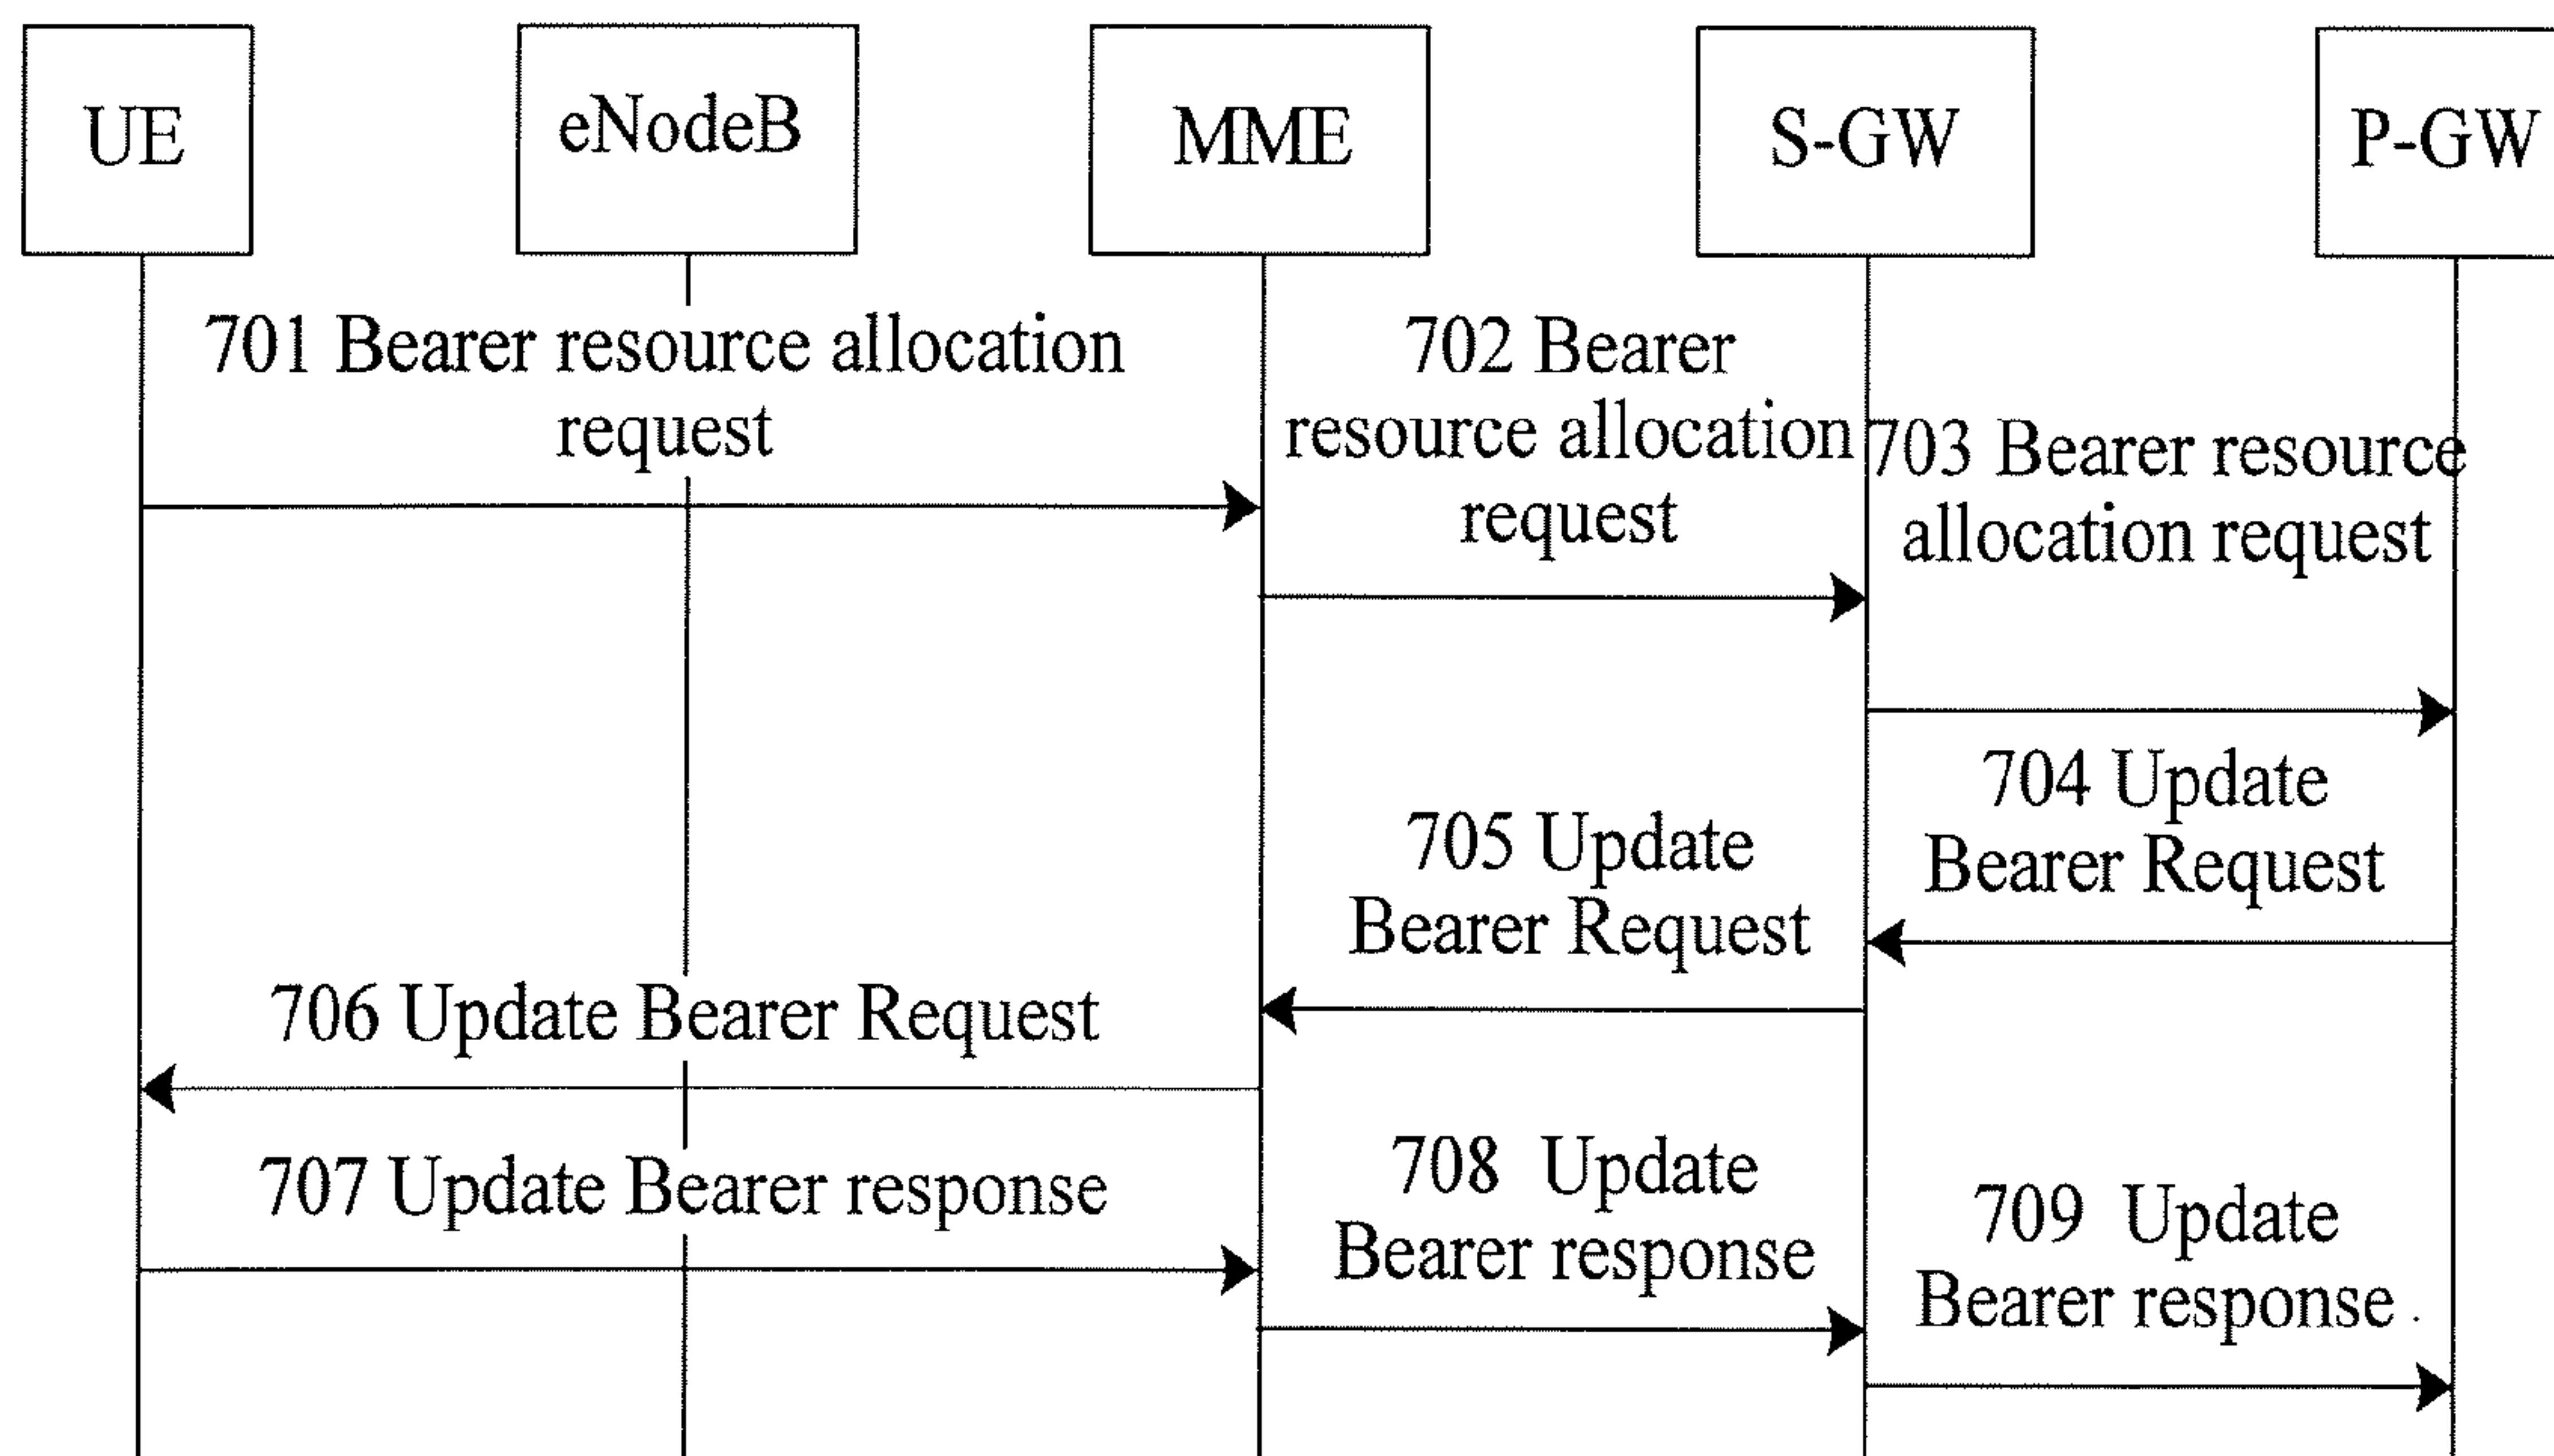 UE
eNodeB
MME
S-GW
P-GW
701 Bearer resource allocation
request
702 Bearer
resource allocation
request
703 Bearer resource
allocation request
704 Update
Bearer Request
705 Update
Bearer Request
706 Update Bearer Request
707 Update Bearer response
708 Update
Bearer response
709 Update
Bearer response